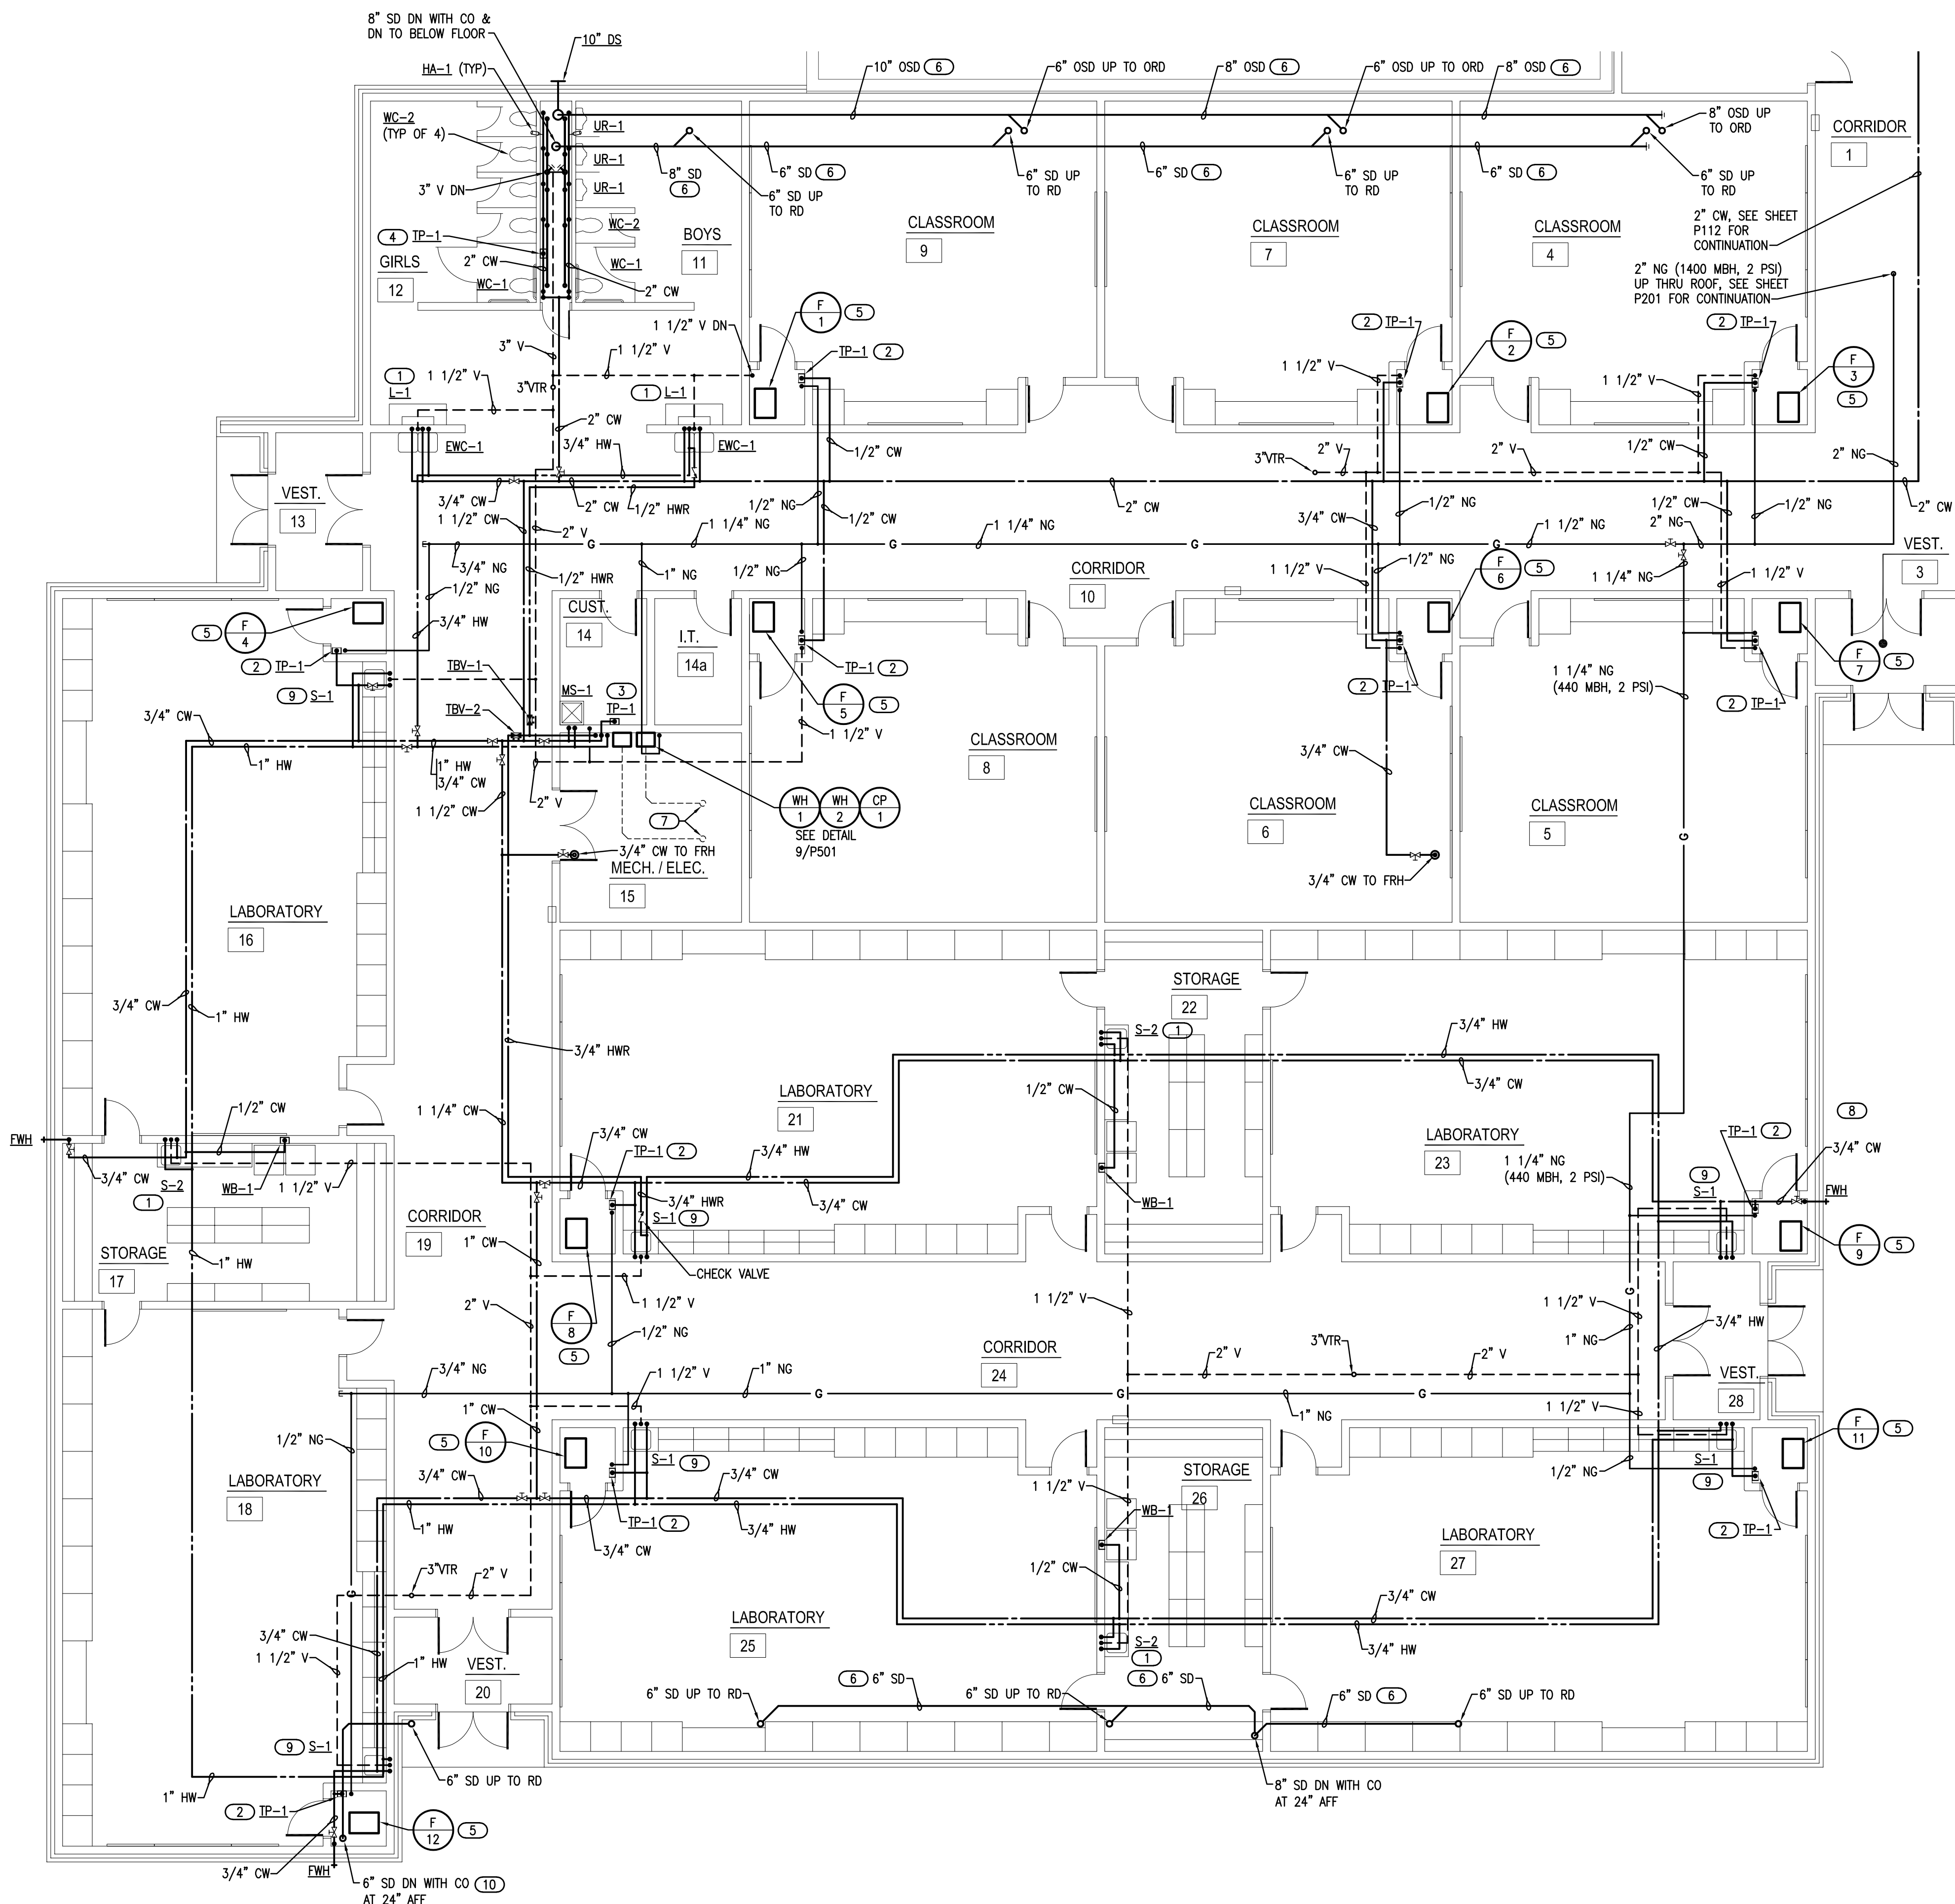 8" SD DN WITH CO &
DN TO BELOW FLOOR
10" DS
HA-1 (TYP)
10" OSD 6
6" OSD UP TO ORD
8" OSD 6
6" OSD UP TO ORD
8" OSD 6
WC-2
(TYP OF 4)
UR-1
UR-1
UR-1
8" OSD UP
TO ORD
CORRIDOR
1
3" V DN
8" SD
6
6" SD 6
6" SD UP
TO RD
6" SD UP
TO RD
6" SD 6
6" SD UP
TO RD
6" SD 6
6" SD UP
TO RD
WC-2
4 TP-1
GIRLS
12
2" CW
WC-1
WC-1
2" CW
BOYS
11
CLASSROOM
9
CLASSROOM
7
CLASSROOM
4
2" CW, SEE SHEET
P112 FOR
CONTINUATION
2" NG (1400 MBH, 2 PSI)
UP THRU ROOF, SEE SHEET
P201 FOR CONTINUATION
1 1/2" V DN
F
1
5
2 TP-1
F
2
5
2 TP-1
F
3
5
3" V
1 1/2" V
TP-1 2
1 1/2" V
1 1/2" V
1
L-1
1 1/2" V
3"VTR
1 L-1
EWC-1
2" CW
3/4" HW
EWC-1
1/2" CW
3"VTR
2" V
2" V
1/2" CW
2" NG
VEST.
13
3/4" CW
1 1/2" CW
2" CW
1/2" HWR
2" V
1/2" NG
1/2" CW
2" CW
3/4" CW
1/2" NG
1/2" CW
1/2" NG
2" CW
G
1 1/4" NG
G
1 1/4" NG
G
G
1 1/2" NG
2" NG
VEST.
3
3/4" NG
1/2" NG
1/2" HWR
1" NG
1/2" NG
CORRIDOR
10
1 1/2" V
1/2" NG
F
6
5
1 1/4" NG
1 1/2" V
3/4" HW
5
F
4
2 TP-1
9 S-1
CUST.
14
I.T.
14a
TBV-1
TBV-2
MS-1
3
TP-1
TP-1 2
F
5
5
1 1/2" V
2 TP-1
1 1/4" NG
(440 MBH, 2 PSI)
2 TP-1
F
7
5
3/4" CW
1" HW
1" HW
3/4" CW
1 1/2" CW
2" V
3/4" CW
CLASSROOM
8
CLASSROOM
6
CLASSROOM
5
7
WH
1
WH
2
CP
1
SEE DETAIL
9/P501
3/4" CW TO FRH
MECH. / ELEC.
15
G
3/4" CW TO FRH
LABORATORY
16
STORAGE
22
3/4" CW
1" HW
3/4" HWR
S-2 1
3/4" HW
3/4" CW
1/2" CW
LABORATORY
21
1/2" CW
1 1/4" CW
8
FWH
3/4" CW
S-2
1
WB-1
1 1/2" V
3/4" CW
TP-1 2
3/4" HW
3/4" HWR
3/4" CW
S-1 9
WB-1
LABORATORY
23
1 1/4" NG
(440 MBH, 2 PSI)
TP-1 2
3/4" CW
9
S-1
FWH
CORRIDOR
19
STORAGE
17
1" HW
1" CW
CHECK VALVE
F
9
5
2" V
1 1/2" V
G
F
8
5
1/2" NG
1 1/2" V
1 1/2" V
1" NG
3/4" HW
CORRIDOR
24
2" V
3"VTR
2" V
VEST.
28
3/4" NG
1 1/2" V
1" NG
G
G
1" NG
G
1 1/2" V
1" CW
1/2" NG
5
F
10
S-1 9
F
11
5
S-1
9
1/2" NG
LABORATORY
18
3/4" CW
3/4" CW
STORAGE
26
1 1/2" V
WB-1
1" HW
TP-1 2
3/4" HW
3/4" CW
2 TP-1
LABORATORY
27
G
3"VTR
2" V
1/2" CW
3/4" CW
3/4" HW
LABORATORY
25
3/4" CW
1 1/2" V
1" HW
VEST.
20
S-2
1
6 6" SD
6 6" SD
6" SD UP TO RD
6" SD UP TO RD
6" SD 6
6" SD UP TO RD
9 S-1
6" SD UP TO RD
8" SD DN WITH CO
AT 24" AFF
1" HW
2 TP-1
F
12
5
3/4" CW
FWH
6" SD DN WITH CO 10
AT 24" AFF